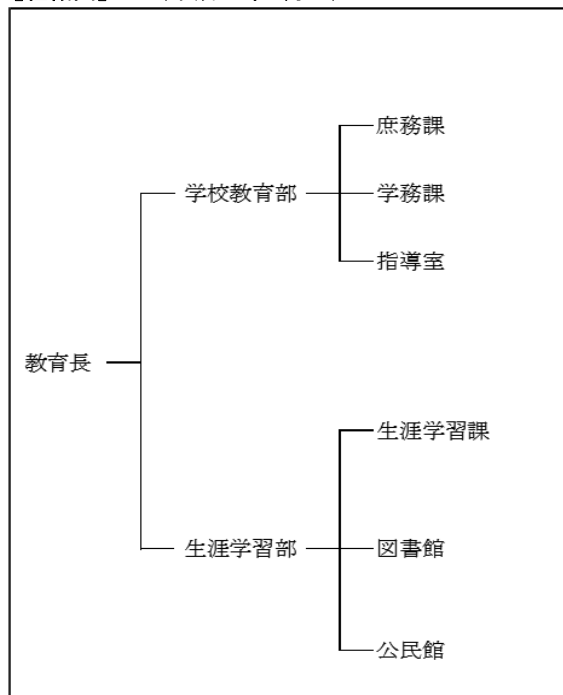 庶務課
学校教育部
学務課
指導室
教育長
生涯学習課
生涯学習部
図書館
公民館